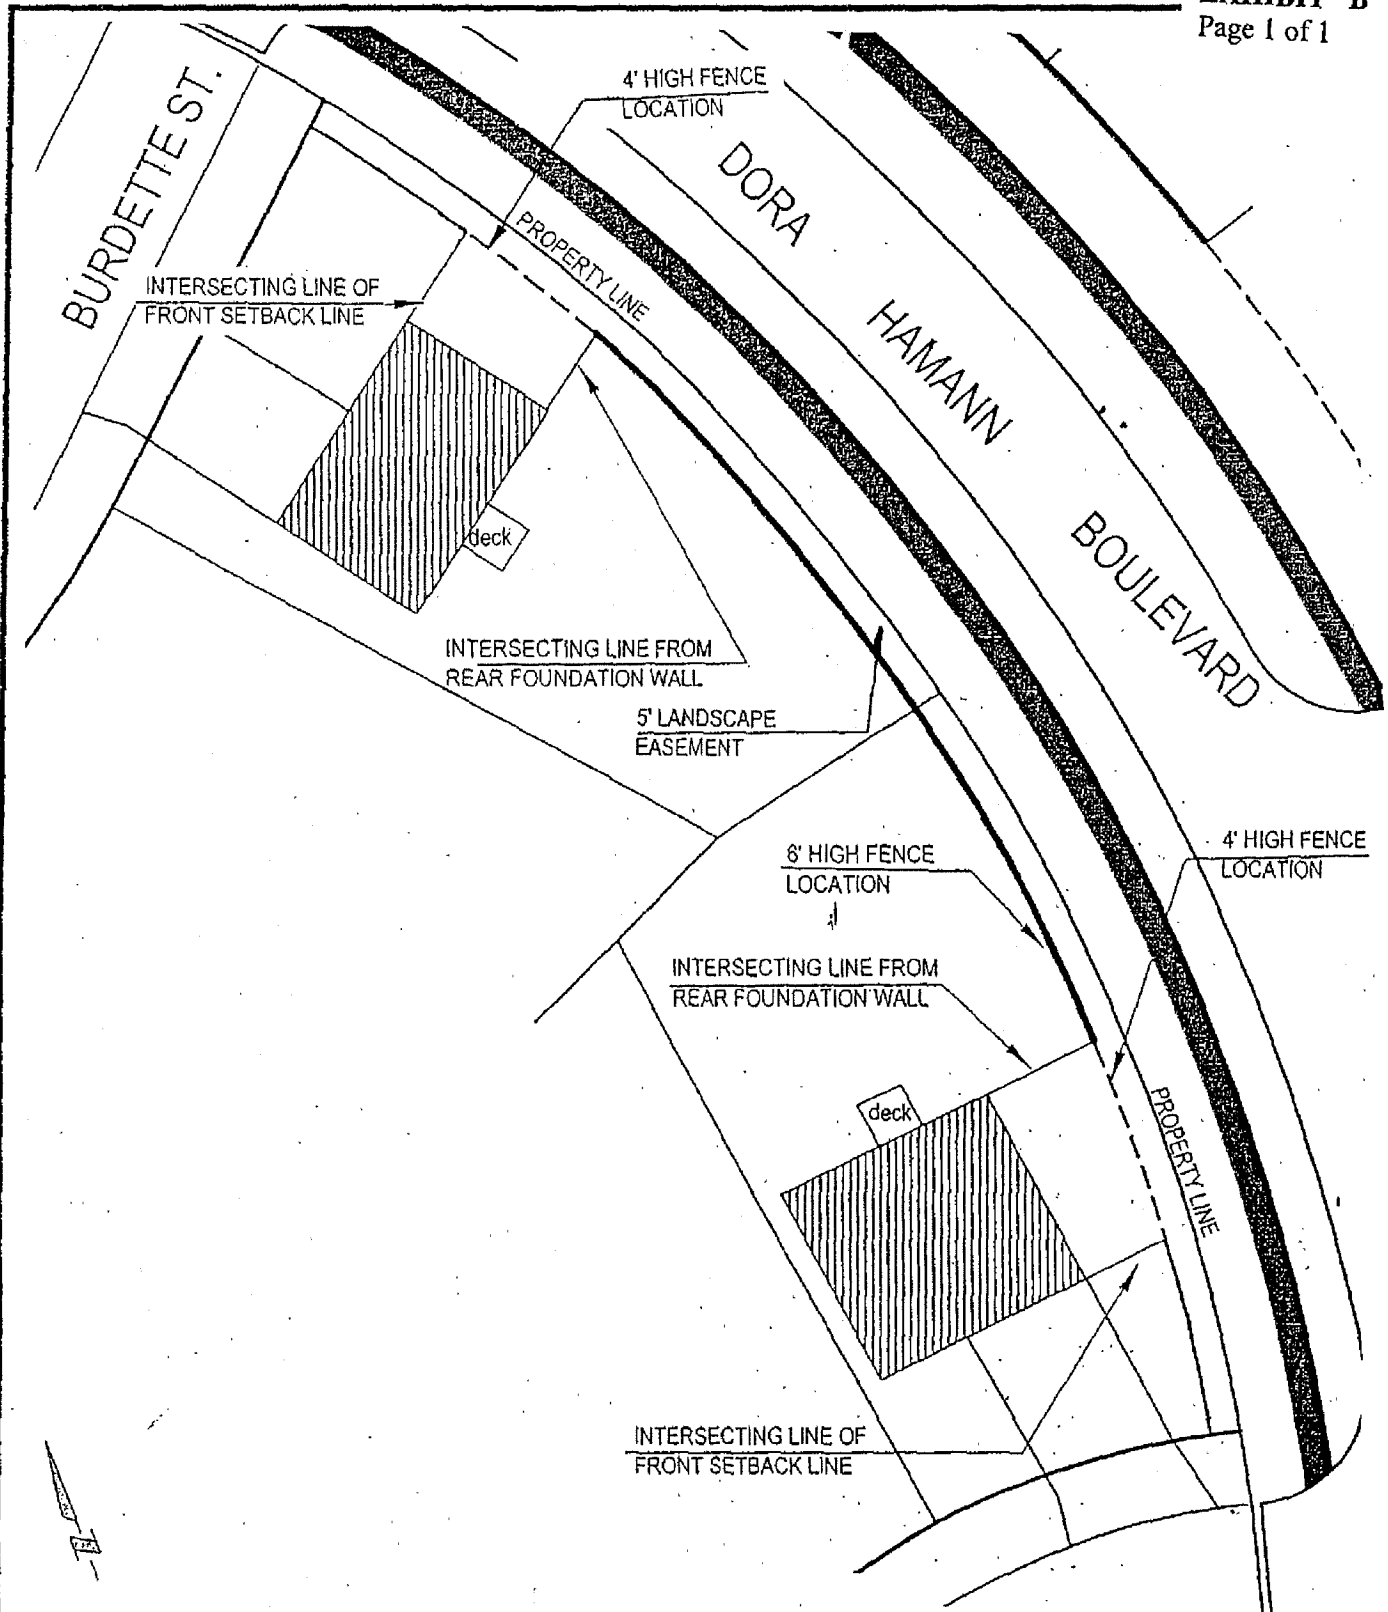 EXHIBIT "B"
Page 1 of 1
4' HIGH FENCE
LOCATION
BURDETTE ST.
DORA
HAMANN
BOULEVARD
PROPERTY LINE
INTERSECTING LINE OF
FRONT SETBACK LINE
deck
INTERSECTING LINE FROM
REAR FOUNDATION WALL
5' LANDSCAPE
EASEMENT
6' HIGH FENCE
LOCATION
4' HIGH FENCE
LOCATION
INTERSECTING LINE FROM
REAR FOUNDATION WALL
deck
PROPERTY LINE
INTERSECTING LINE OF
FRONT SETBACK LINE
N